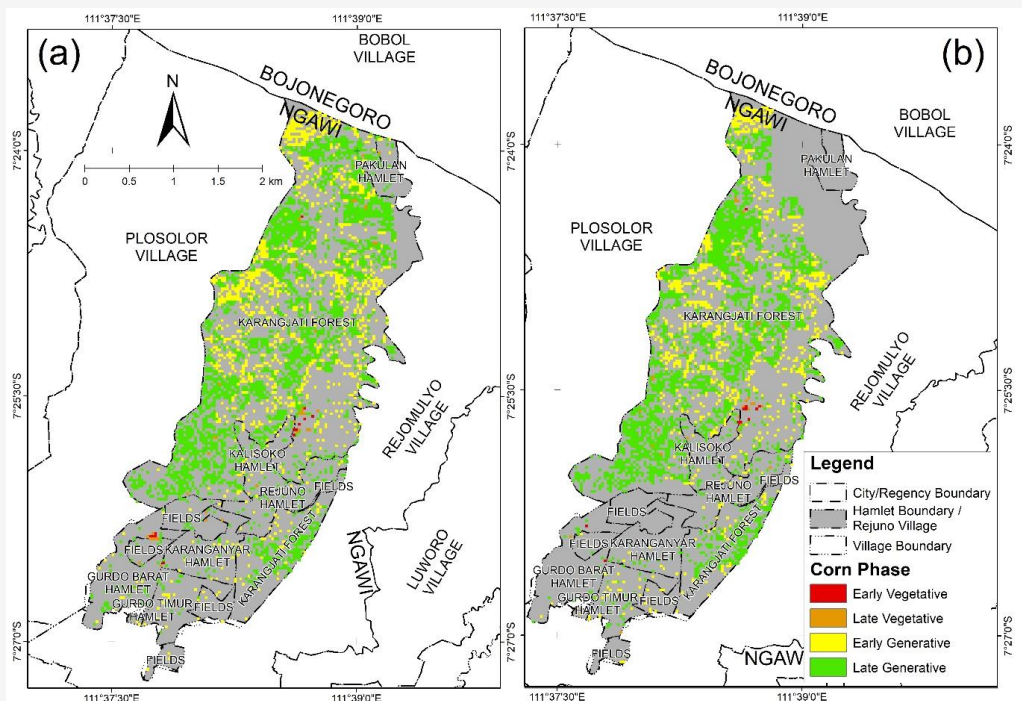 111°37'30"E
111°39'0"E
(a)
BOBOL
VILLAGE
N
BOJONEGORO
NGAWI
7°24'0"S
0
0.5
1
2 km
PAKULAN
HAMLET
PLOSOLOR
VILLAGE
KARANGJATI FOREST
7°25'30"S
REJOMULYO
VILLAGE
KALISOKO
HAMLET
REJUNO
HAMLET
FIELDS
FIELDS
FIELDS
KARANGANYAR
HAMLET
KARANGJATI FOREST
GURDO BARAT
HAMLET
GURDO TIMUR
HAMLET
FIELDS
NGAWI
LUWORO
VILLAGE
7°27'0"S
FIELDS
111°37'30"E
111°39'0"E
111°37'30"E
111°39'0"E
(b)
BOJONEGORO
NGAWI
BOBOL
VILLAGE
7°24'0"S
PAKULAN
HAMLET
PLOSOLOR
VILLAGE
KARANGJATI FOREST
7°25'30"S
REJOMULYO
VILLAGE
KALISOKO
HAMLET
REJUNO
HAMLET
FIELDS
FIELDS
FIELDS
KARANGANYAR
HAMLET
KARANGJATI FOREST
GURDO BARAT
HAMLET
GURDO TIMUR
HAMLET
FIELDS
7°27'0"S
FIELDS
NGAW
111°37'30"E
111°39'0"E
Legend
City/Regency Boundary
Hamlet Boundary /
Rejuno Village
Village Boundary
Corn Phase
Early Vegetative
Late Vegetative
Early Generative
Late Generative